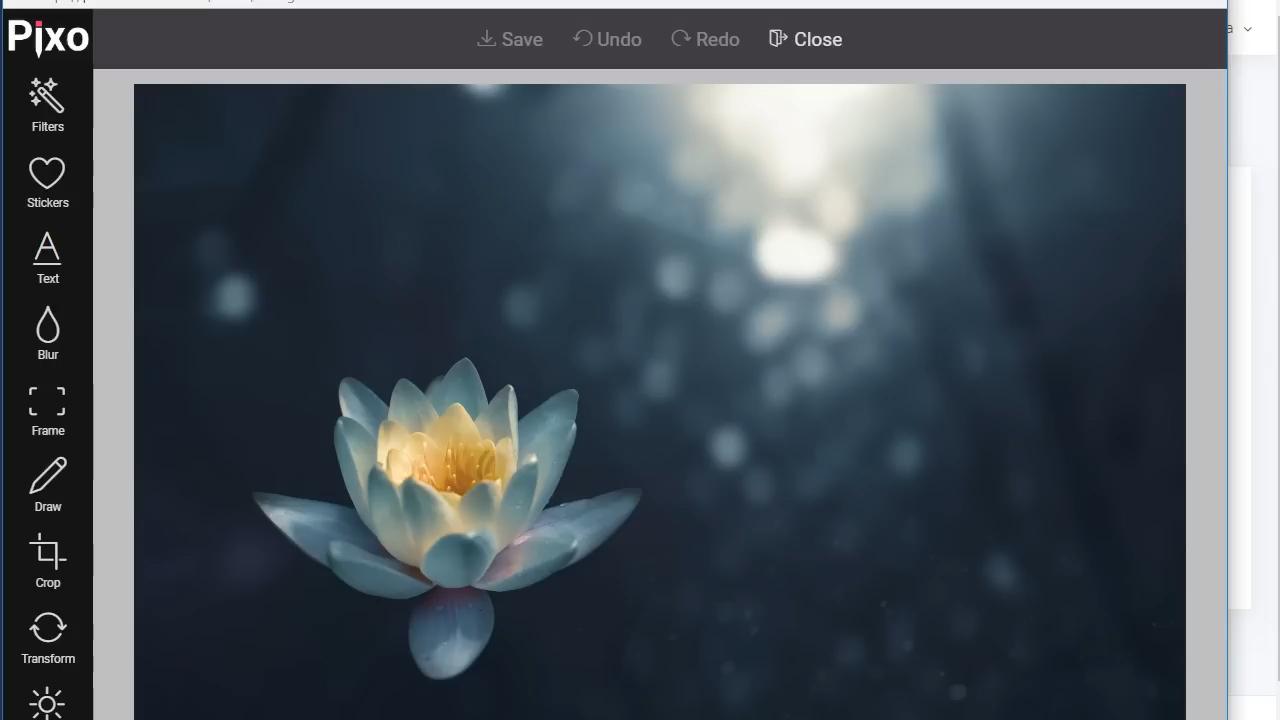 Pixo
Save Undo Redo Close
a
Filters
Stickers
Text
Blur
Frame
Draw
Crop
Transform